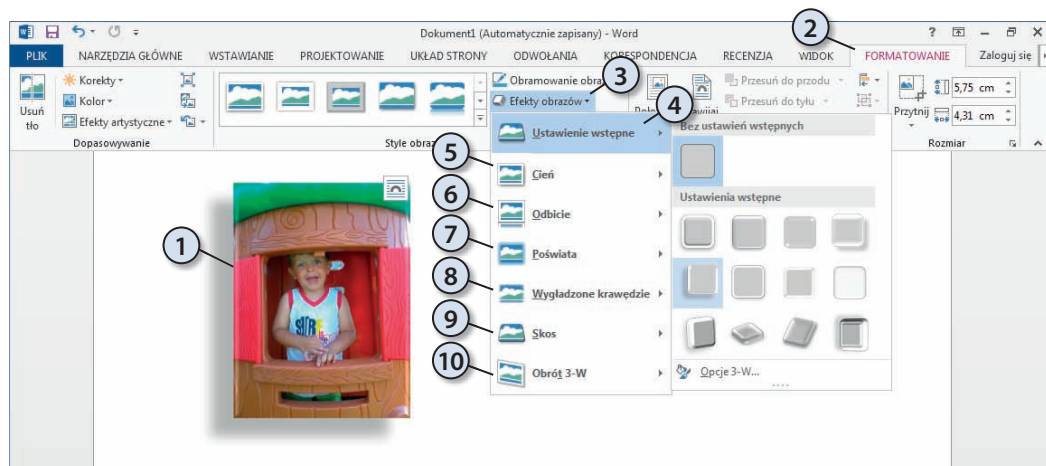 Dokument1 (Automatycznie zapisany) - Word
PLIK NARZĘDZIA GŁÓWNE WSTAWIANIE PROJEKTOWANIE UKŁAD STRONY ODWOŁANIA KORESPONDENCJA RECENZJA WIDOK FORMATOWANIE Zaloguj się
2
Usuń tło
Korekty
Kolor
Efekty artystyczne
Dopasowywanie
Obramowanie
Efekty obrazów
3
Przesuń do przodu
Przesuń do tyłu
Przytnij
5,75 cm
4,31 cm
Rozmiar
Style
4
Ustawienie wstępne
5
Cień
6
Odbicie
7
Poświata
8
Wygładzone krawędzie
9
Skos
10
Obrót 3-W
Bez ustawień wstępnych
Ustawienia wstępne
Opcje 3-W...
1